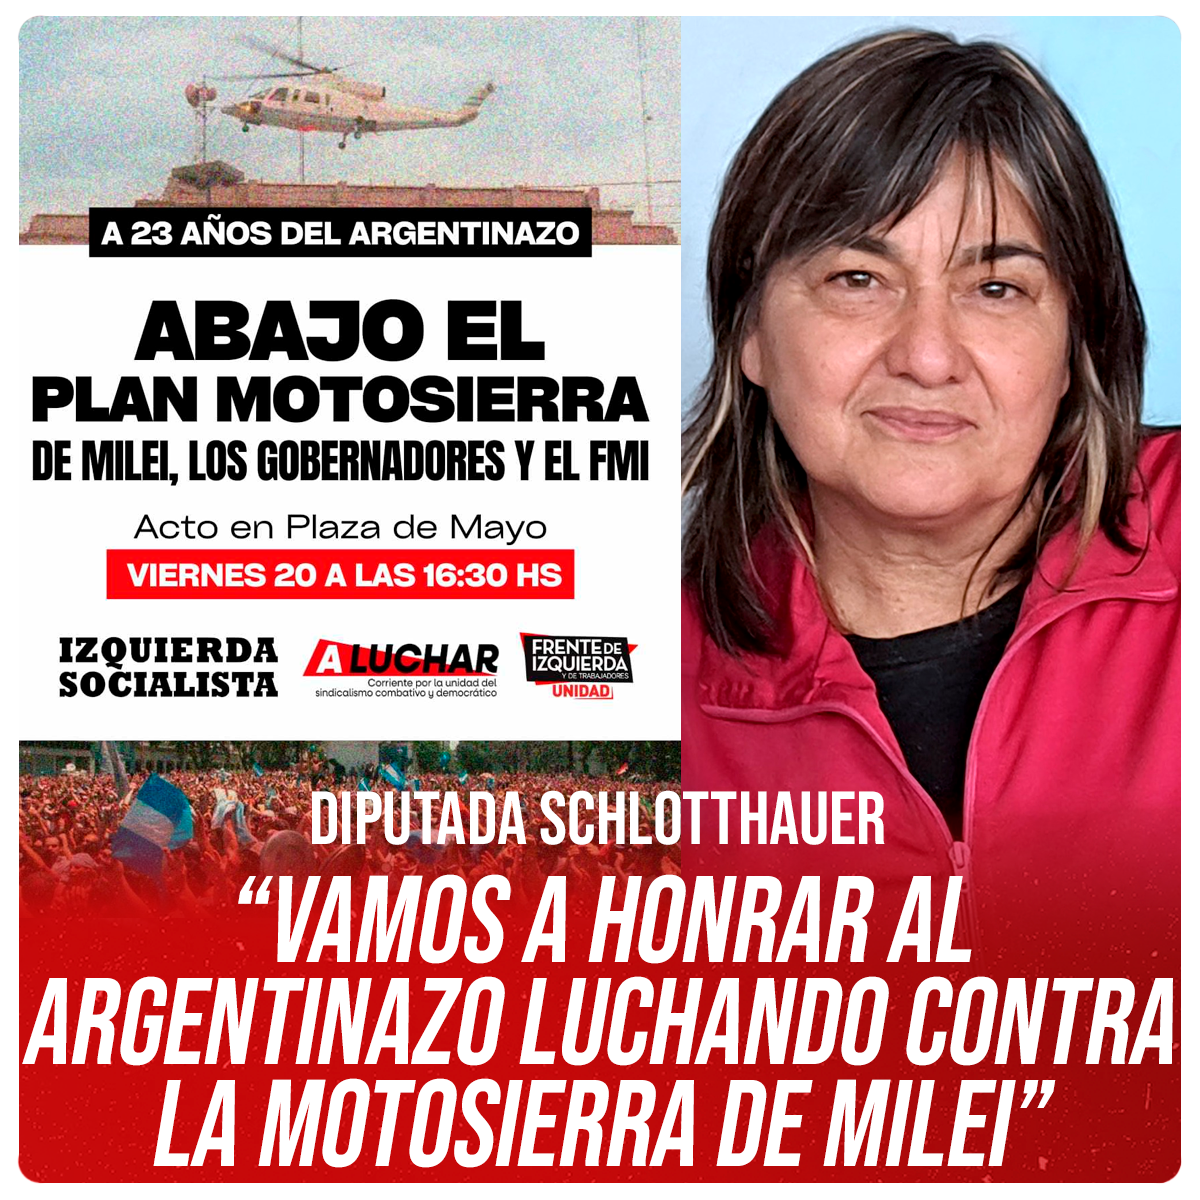 A 23 AÑOS DEL ARGENTINAZO
ABAJO EL
PLAN MOTOSIERRA
DE MILEI, LOS GOBERNADORES Y EL FMI
Acto en Plaza de Mayo
VIERNES 20 A LAS 16:30 HS
IZQUIERDA
SOCIALISTA
A LUCHAR
Corriente por la unidad del
sindicalismo combativo y democrático
FRENTE DE
IZQUIERDA
Y DE TRABAJADORES
UNIDAD
DIPUTADA SCHLOTTHAUER
“VAMOS A HONRAR AL
ARGENTINAZO LUCHANDO CONTRA
LA MOTOSIERRA DE MILEI”